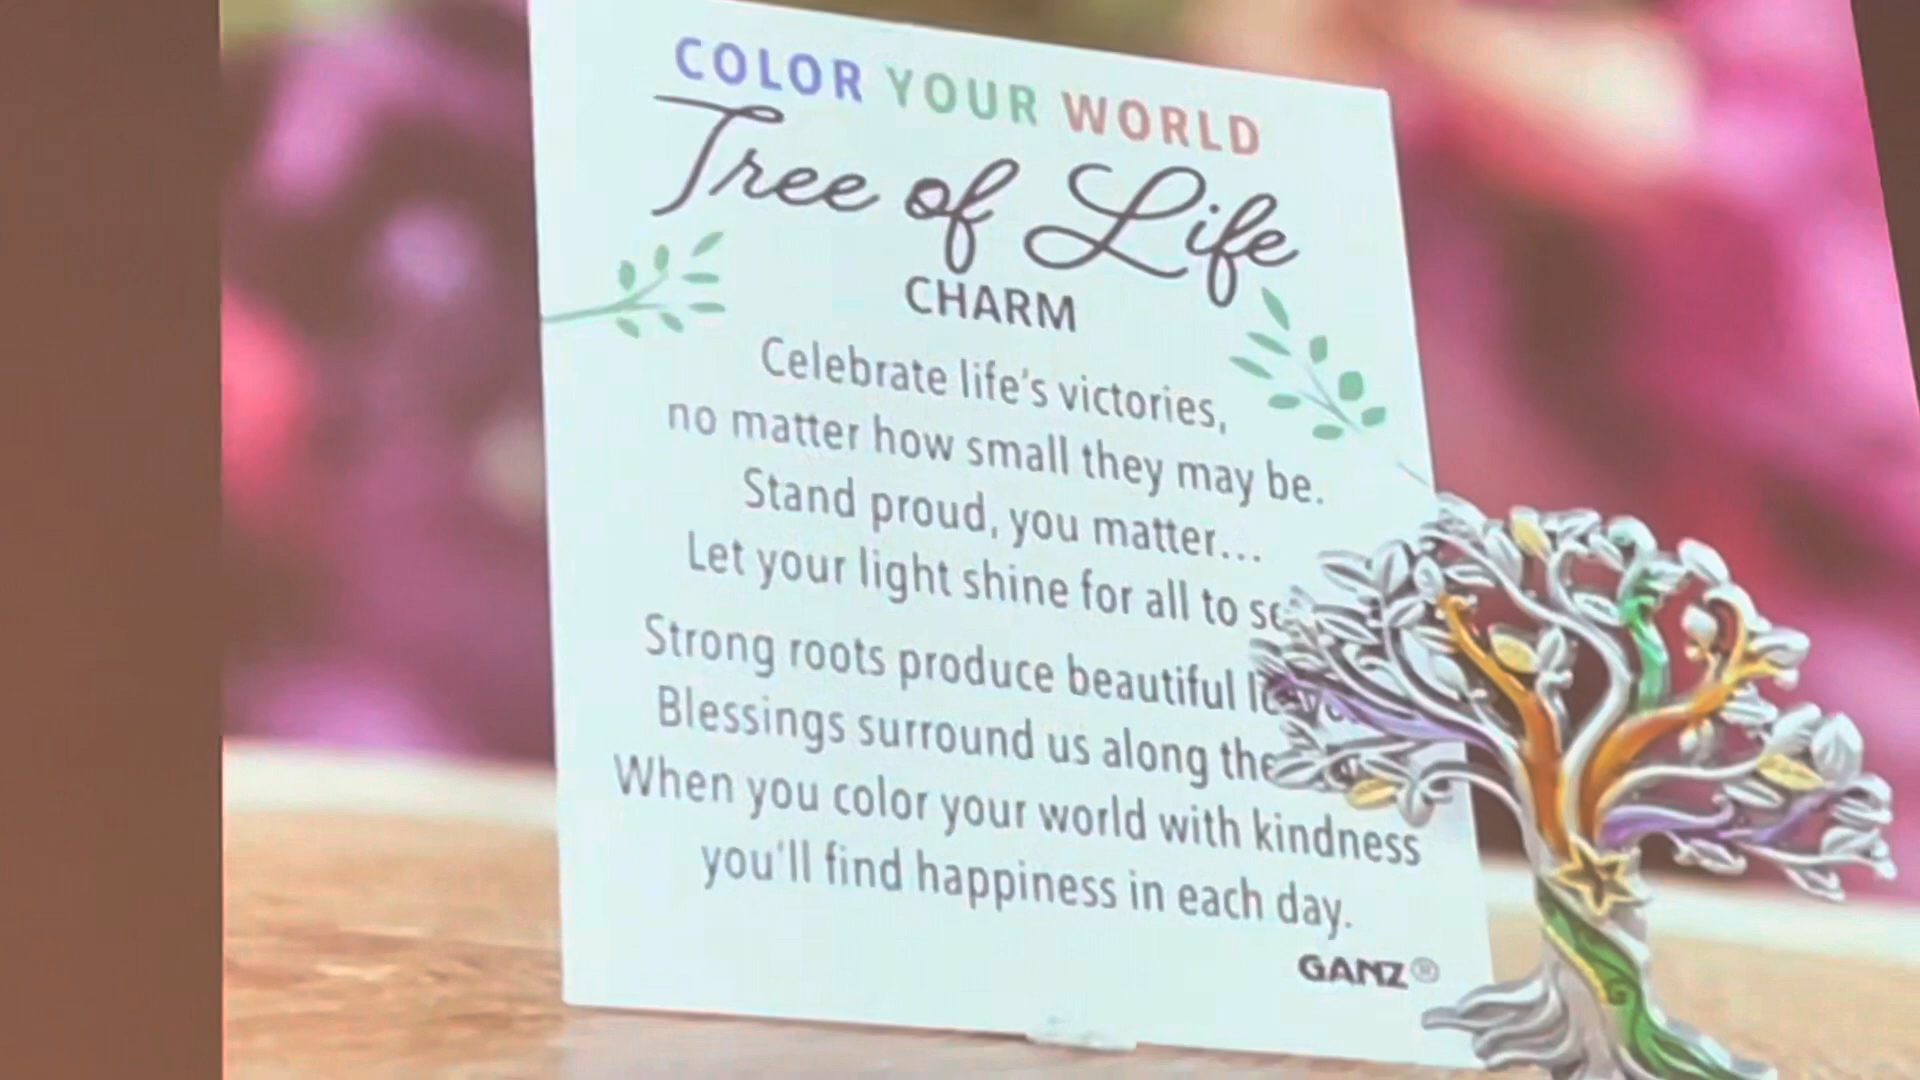 COLOR YOUR WORLD
Tree of Life
CHARM
Celebrate life's victories,
no matter how small they may be.
Stand proud, you matter...
Let your light shine for all to
Strong roots produce beautiful
Blessings surround us along the
When you color your world with kindness
you'll find happiness in each day.
GANZ®